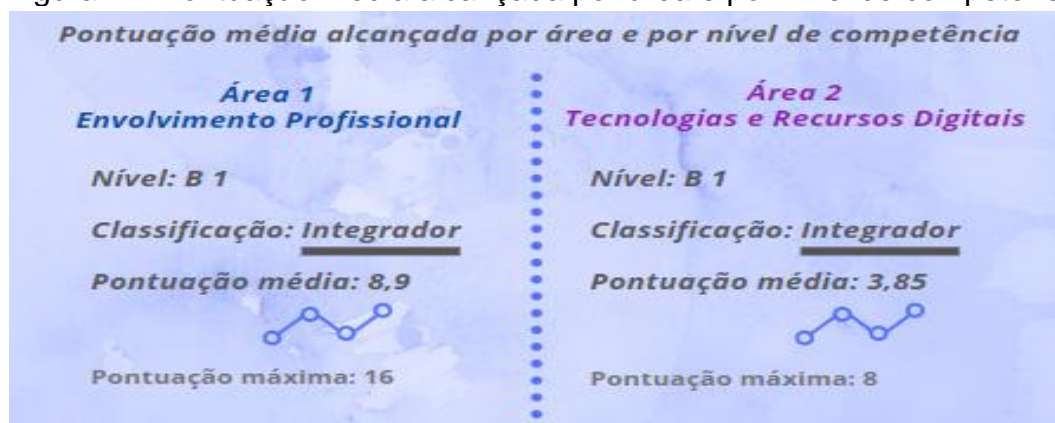 Pontuação média alcançada por área e por nível de competência
Área 1
Envolvimento Profissional
Nível: B 1
Classificação: Integrador
Pontuação média: 8,9
Pontuação máxima: 16
Área 2
Tecnologias e Recursos Digitais
Nível: B 1
Classificação: Integrador
Pontuação média: 3,85
Pontuação máxima: 8